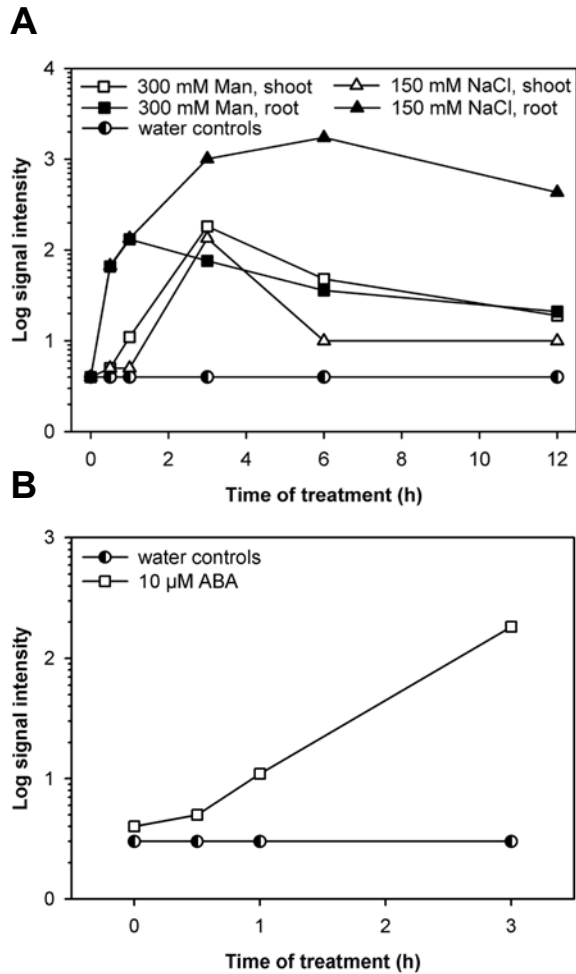 A
4
300 mM Man, shoot
150 mM NaCl, shoot
300 mM Man, root
150 mM NaCl, root
water controls
3
2
1
0
Log signal intensity
0 2 4 6 8 10 12
Time of treatment (h)
B
3
water controls
10 µM ABA
2
1
0
Log signal intensity
0 1 2 3
Time of treatment (h)